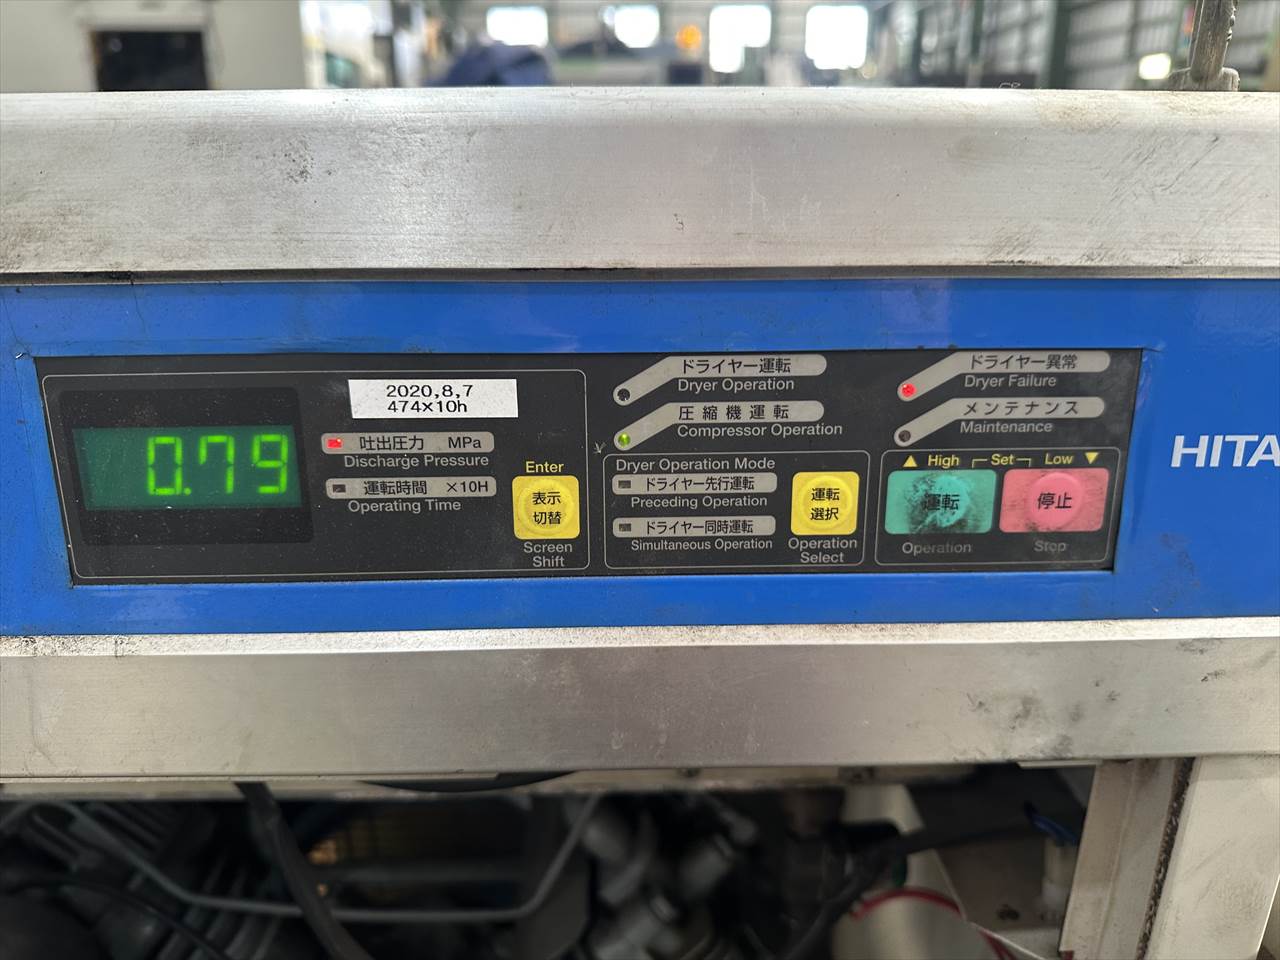 0.79
2020,8,7
474×10h
吐出圧力 MPa
Discharge Pressure
運転時間 ×10H
Operating Time
Enter
表示
切替
Screen
Shift
ドライヤー運転
Dryer Operation
圧縮機運転
Compressor Operation
Dryer Operation Mode
ドライヤー先行運転
Preceding Operation
ドライヤー同時運転
Simultaneous Operation
運転
選択
Operation
Select
ドライヤー異常
Dryer Failure
メンテナンス
Maintenance
▲ High Set Low ▼
運転
Operation
停止
Stop
HITA